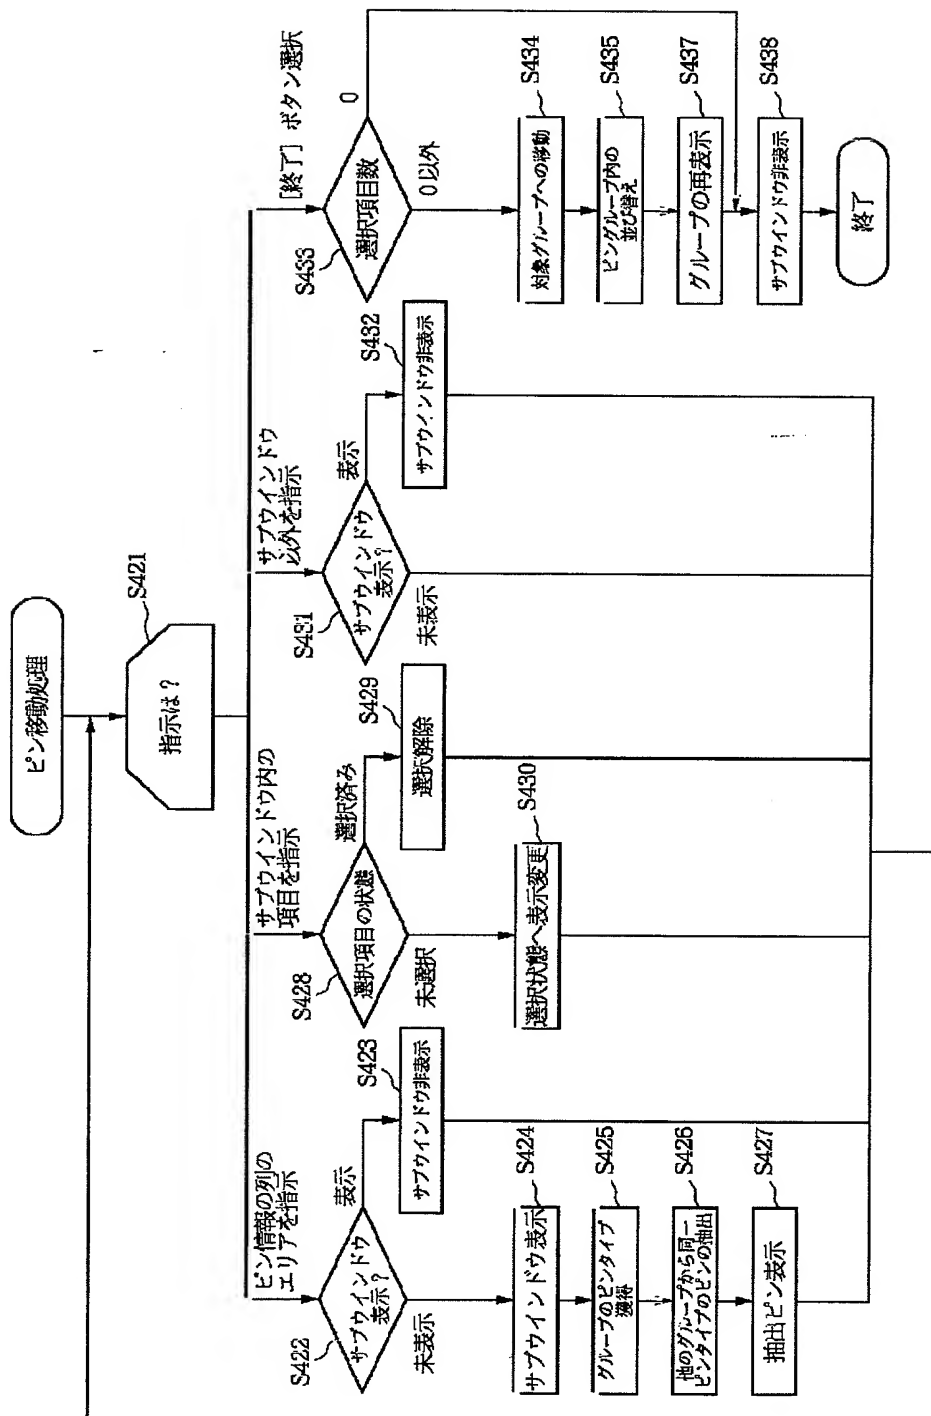 ピン移動処理
S421
指示は？
ピン情報の列の
エリアを指示
S422
サブウインドウ
表示？
表示
S423
サブウインドウ非表示
未表示
S424
サブウインドウ表示
S425
グループのピンタイプ
獲得
S426
他のグループから同一
ピンタイプのピンの抽出
S427
抽出ピン表示
サブウインドウ内の
項目を指示
S428
選択項目の状態
選択済み
S429
選択解除
未選択
S430
選択状態へ表示変更
サブウインドウ
以外を指示
S431
サブウインドウ
表示？
表示
S432
サブウインドウ非表示
未表示
［終了］ボタン選択
S433
選択項目数
0
0以外
S434
対象グループへの移動
S435
ピングループ内の
並び替え
S437
グループの再表示
S438
サブウインドウ非表示
終了